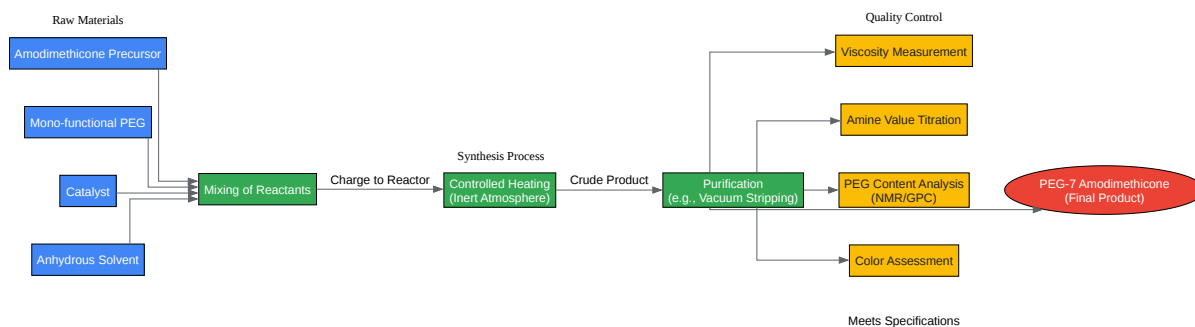 Raw Materials
Amodimethicone Precursor
Mono-functional PEG
Catalyst
Anhydrous Solvent
Mixing of Reactants
Charge to Reactor
Synthesis Process
Controlled Heating
(Inert Atmosphere)
Crude Product
Purification
(e.g., Vacuum Stripping)
Quality Control
Viscosity Measurement
Amine Value Titration
PEG Content Analysis
(NMR/GPC)
Color Assessment
Meets Specifications
PEG-7 Amodimethicone
(Final Product)